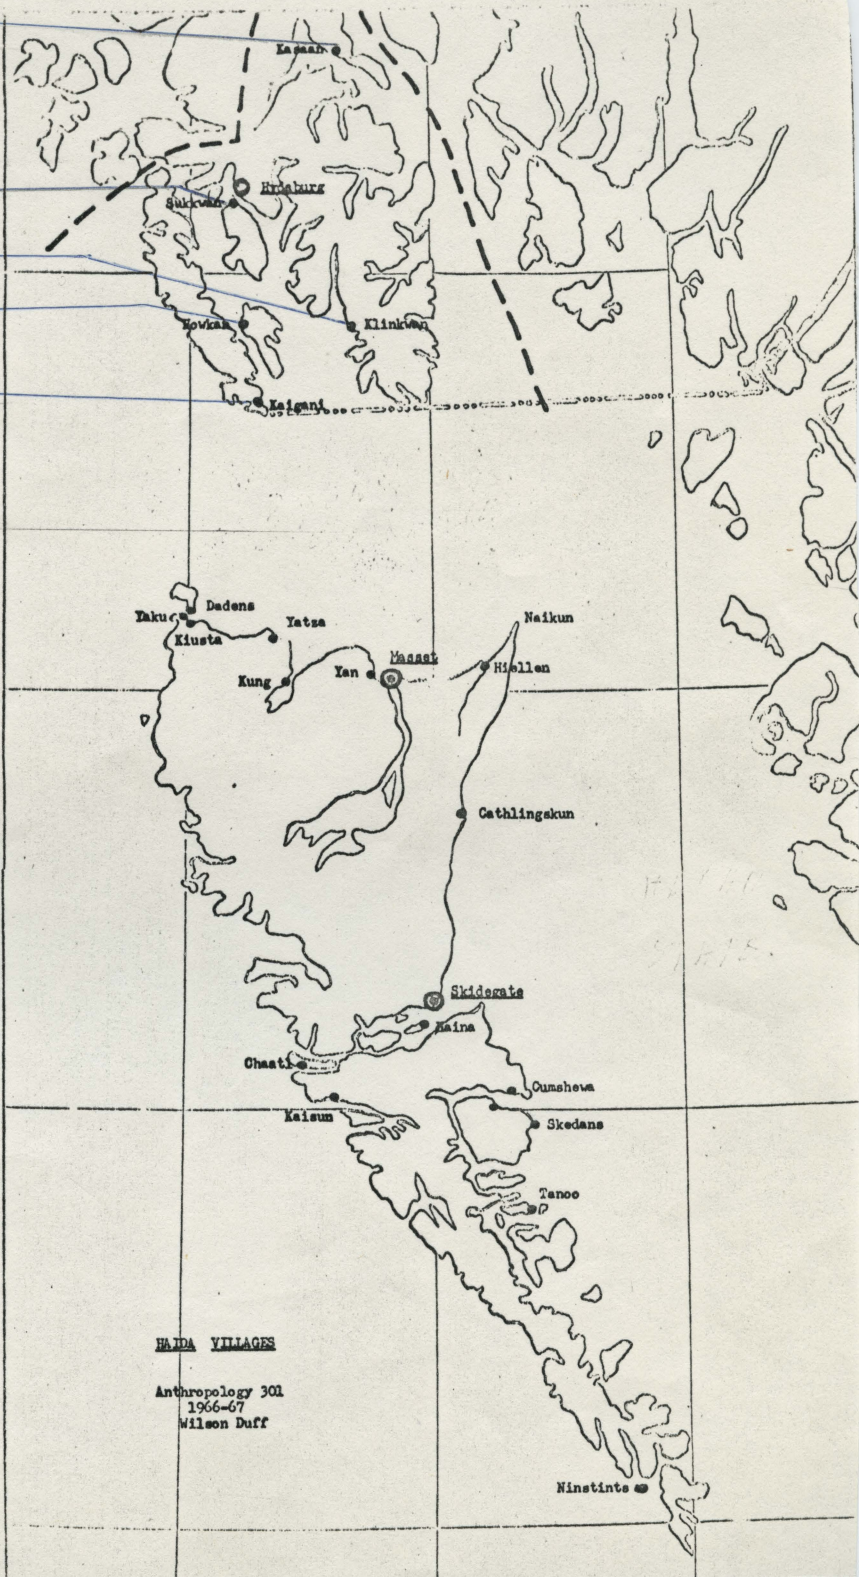 Kasaan
Hydaburg
Sukkwan
Howkan
Klinkwan
Kaigani
Dadens
Yaku
Kiusta
Yatza
Naikun
Masset
Hiellen
Yan
Kung
Cathlingskun
Skidegate
Haina
Chaatl
Cumshewa
Kaisun
Skedans
Tanoo
HAIDA VILLAGES
Anthropology 301
1966-67
Wilson Duff
Ninstints